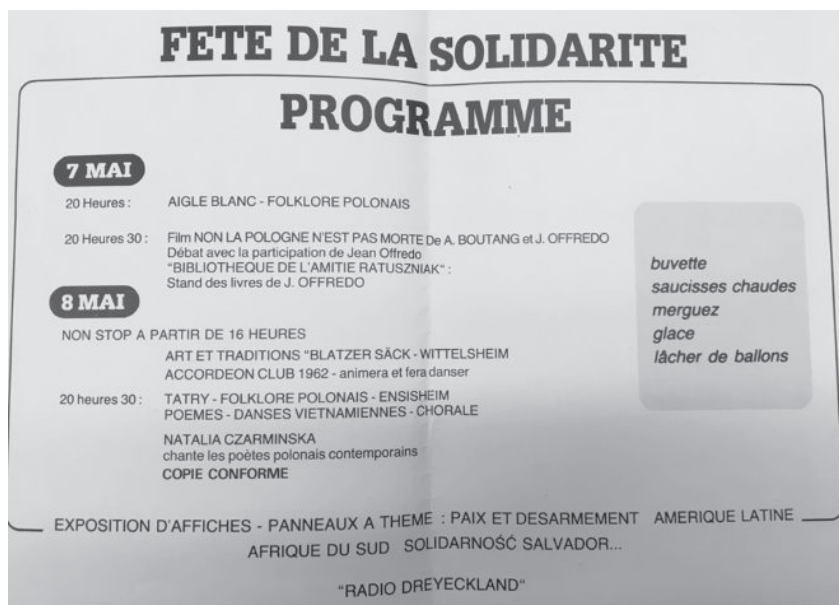 FETE DE LA SOLIDARITE
PROGRAMME
7 MAI
20 Heures : AIGLE BLANC - FOLKLORE POLONAIS
20 Heures 30 : Film NON LA POLOGNE N'EST PAS MORTE De A. BOUTANG et J. OFFREDO
Débat avec la participation de Jean Offredo
"BIBLIOTHEQUE DE L'AMITIE RATUSZNIAK" :
Stand des livres de J. OFFREDO
8 MAI
NON STOP A PARTIR DE 16 HEURES
ART ET TRADITIONS "BLATZER SÄCK - WITTELSHEIM
ACCORDEON CLUB 1962 - animera et fera danser
20 heures 30 : TATRY - FOLKLORE POLONAIS - ENSISHEIM
POEMES - DANSES VIETNAMIENNES - CHORALE
NATALIA CZARMINSKA
chante les poètes polonais contemporains
COPIE CONFORME
buvette
saucisses chaudes
merguez
glace
lâcher de ballons
EXPOSITION D'AFFICHES - PANNEAUX A THEME : PAIX ET DESARMEMENT AMERIQUE LATINE
AFRIQUE DU SUD SOLIDARNOŚĆ SALVADOR...
"RADIO DREYECKLAND"